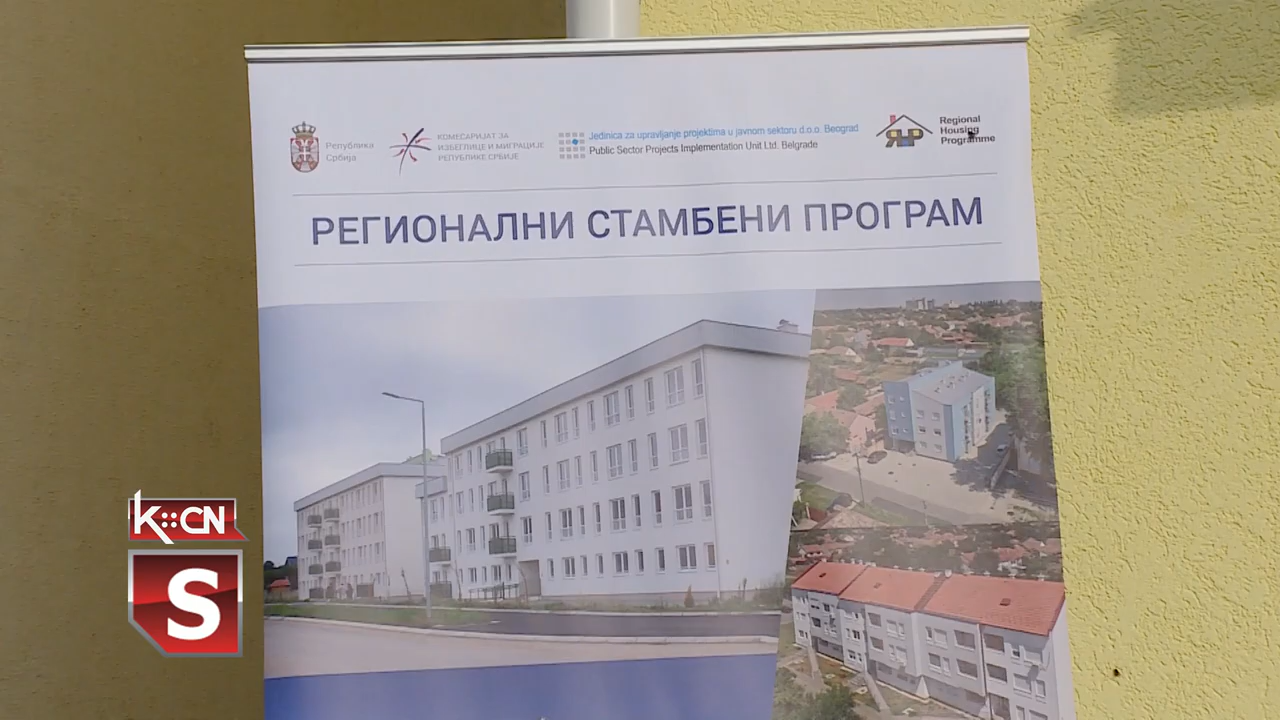 Република
Србија
КОМЕСАРИЈАТ ЗА
ИЗБЕГЛИЦЕ И МИГРАЦИЈЕ
РЕПУБЛИКЕ СРБИЈЕ
Jedinica za upravljanje projektima u javnom sektoru d.o.o. Beograd
Public Sector Projects Implementation Unit Ltd. Belgrade
RHP
Regional
Housing
Programme
РЕГИОНАЛНИ СТАМБЕНИ ПРОГРАМ
K::CN
S